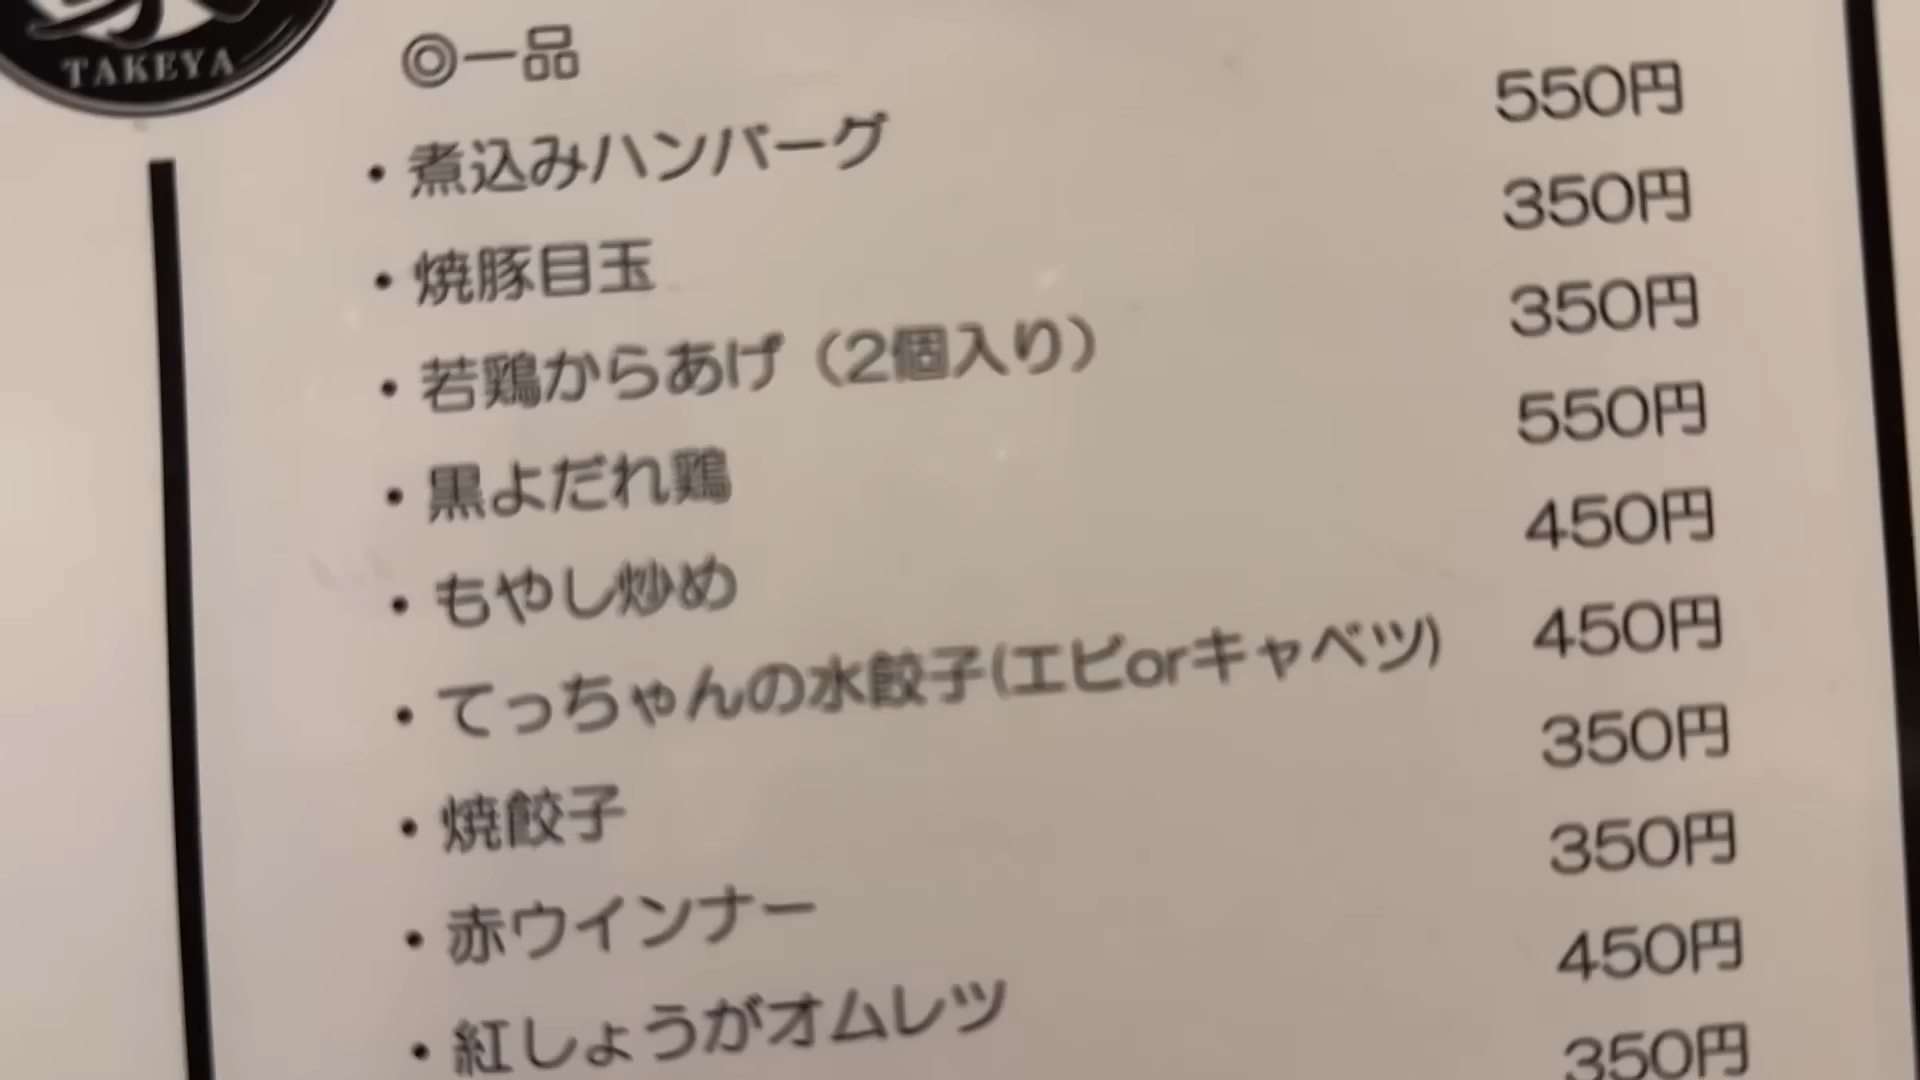 TAKEYA
◎一品
・煮込みハンバーグ 550円
・焼豚目玉 350円
・若鶏からあげ（2個入り） 350円
・黒よだれ鶏 550円
・もやし炒め 450円
・てっちゃんの水餃子(エビorキャベツ) 450円
・焼餃子 350円
・赤ウインナー 350円
・紅しょうがオムレツ 450円
350円